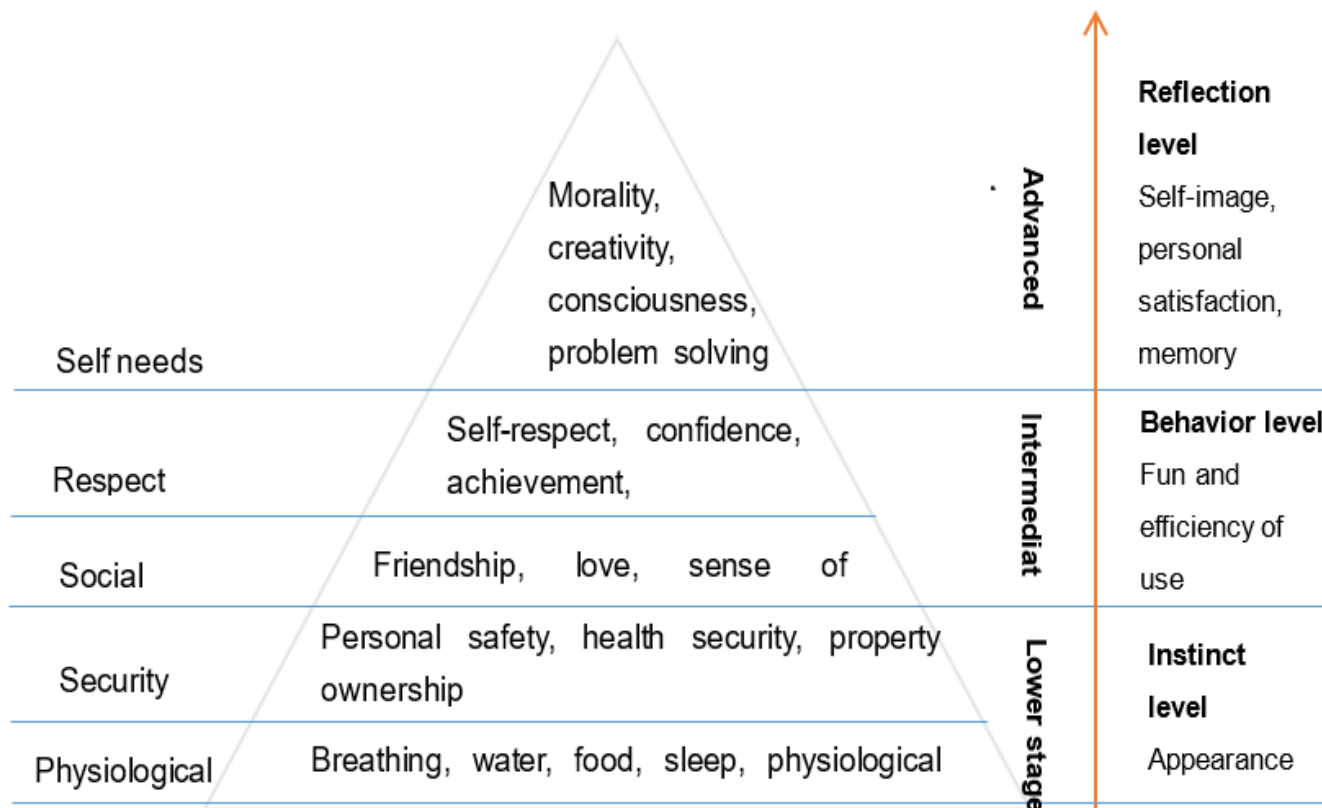 Reflection
level
Self-image,
personal
satisfaction,
memory
Advanced
Morality,
creativity,
consciousness,
problem solving
Self needs
Behavior level
Fun and
efficiency of
use
Intermediat
Self-respect, confidence,
achievement,
Respect
Friendship, love, sense of
Social
Personal safety, health security, property
ownership
Security
Instinct
level
Appearance
Lower stage
Breathing, water, food, sleep, physiological
Physiological